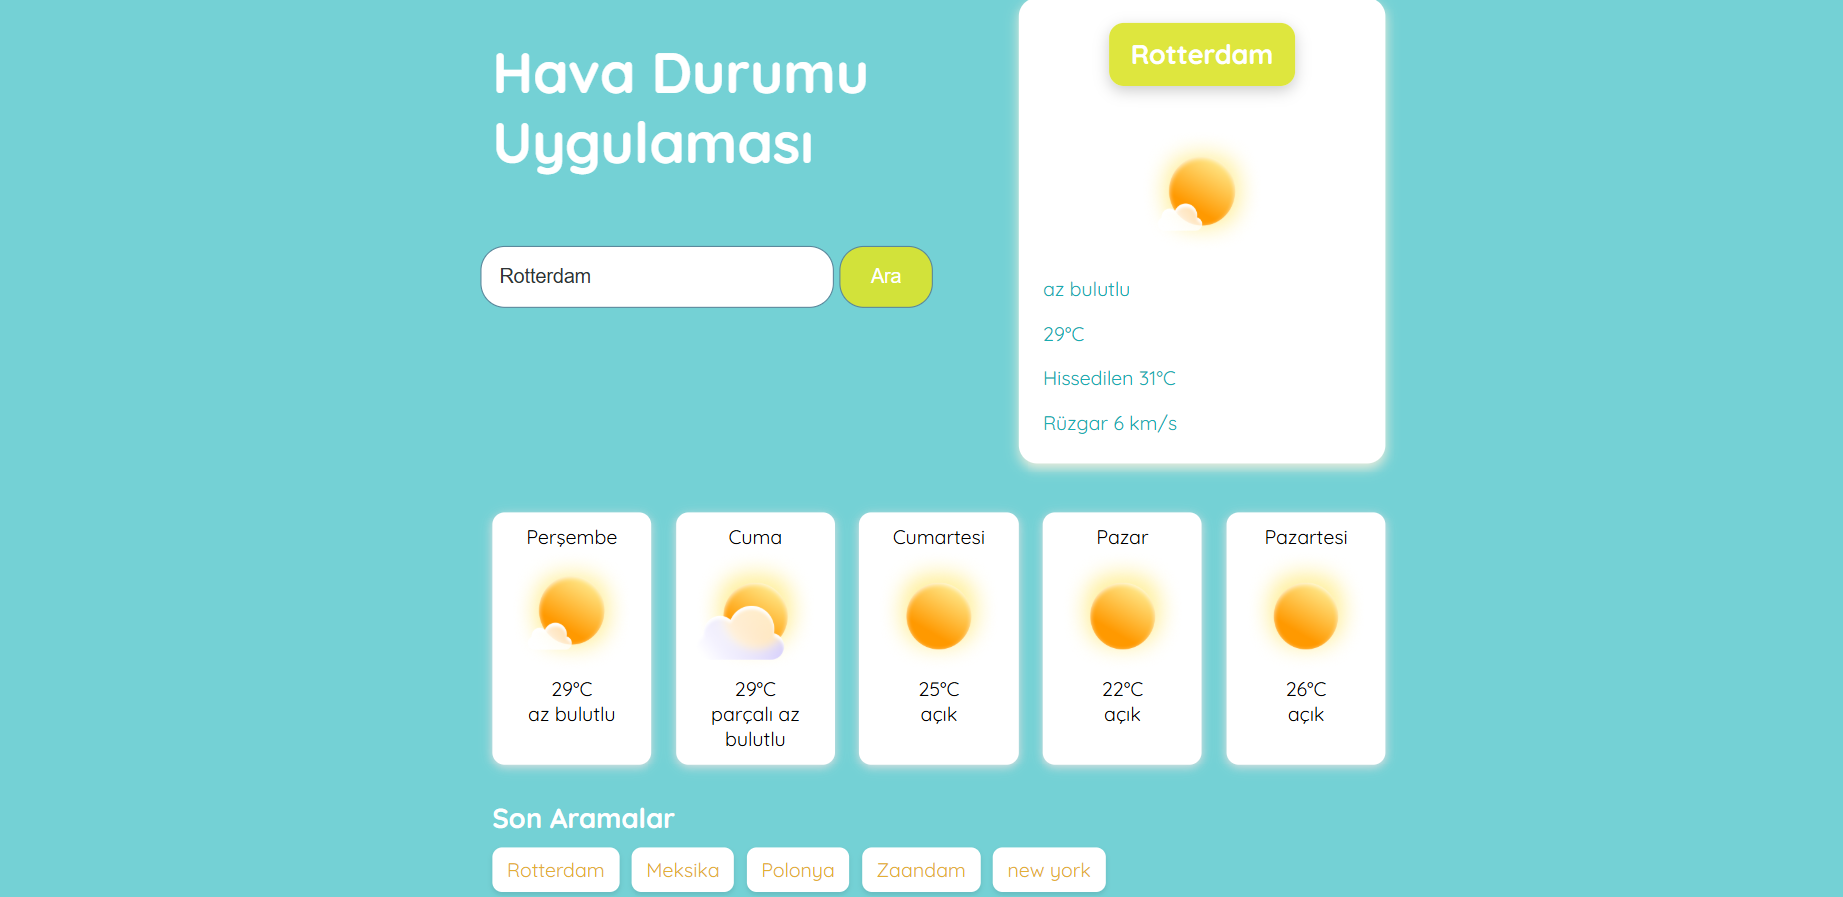 Hava Durumu
Uygulaması
Rotterdam
Ara
Rotterdam
az bulutlu
29°C
Hissedilen 31°C
Rüzgar 6 km/s
Perşembe
29°C
az bulutlu
Cuma
29°C
parçalı az
bulutlu
Cumartesi
25°C
açık
Pazar
22°C
açık
Pazartesi
26°C
açık
Son Aramalar
Rotterdam
Meksika
Polonya
Zaandam
new york